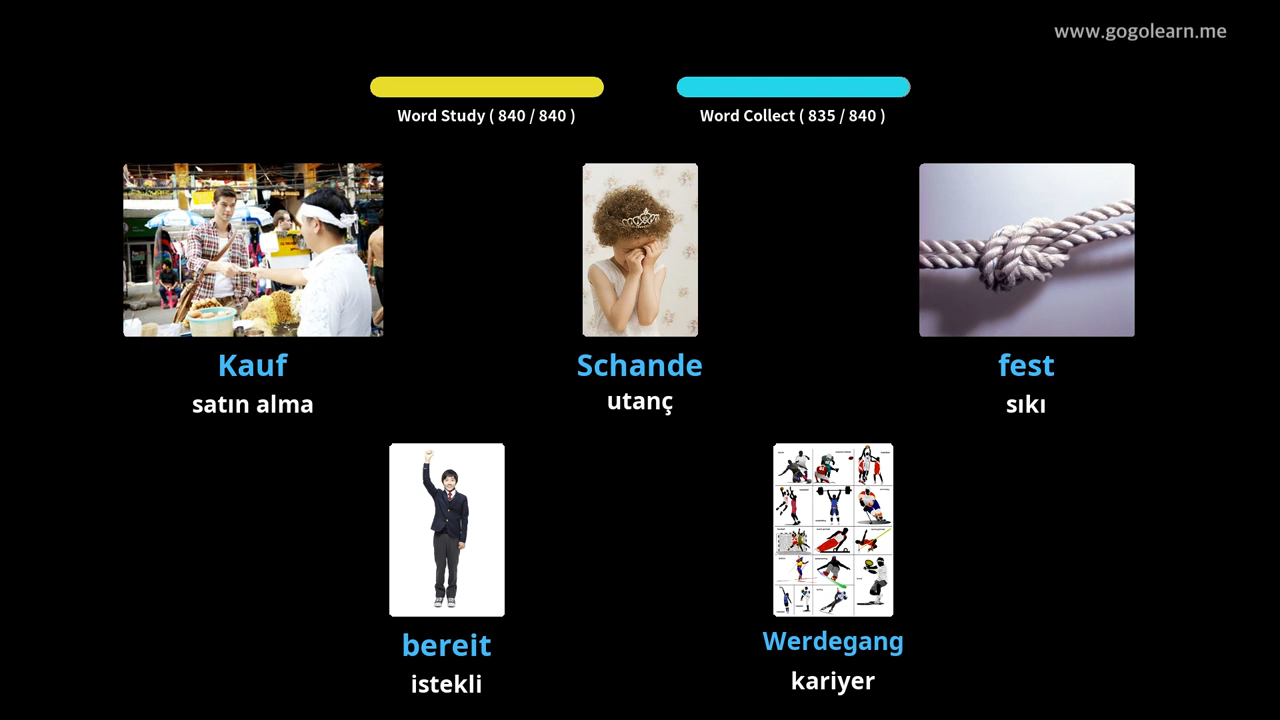 www.gogolearn.me
Word Study ( 840 / 840 )
Word Collect ( 835 / 840 )
Kauf
satın alma
Schande
utanç
fest
sıkı
bereit
istekli
Werdegang
kariyer